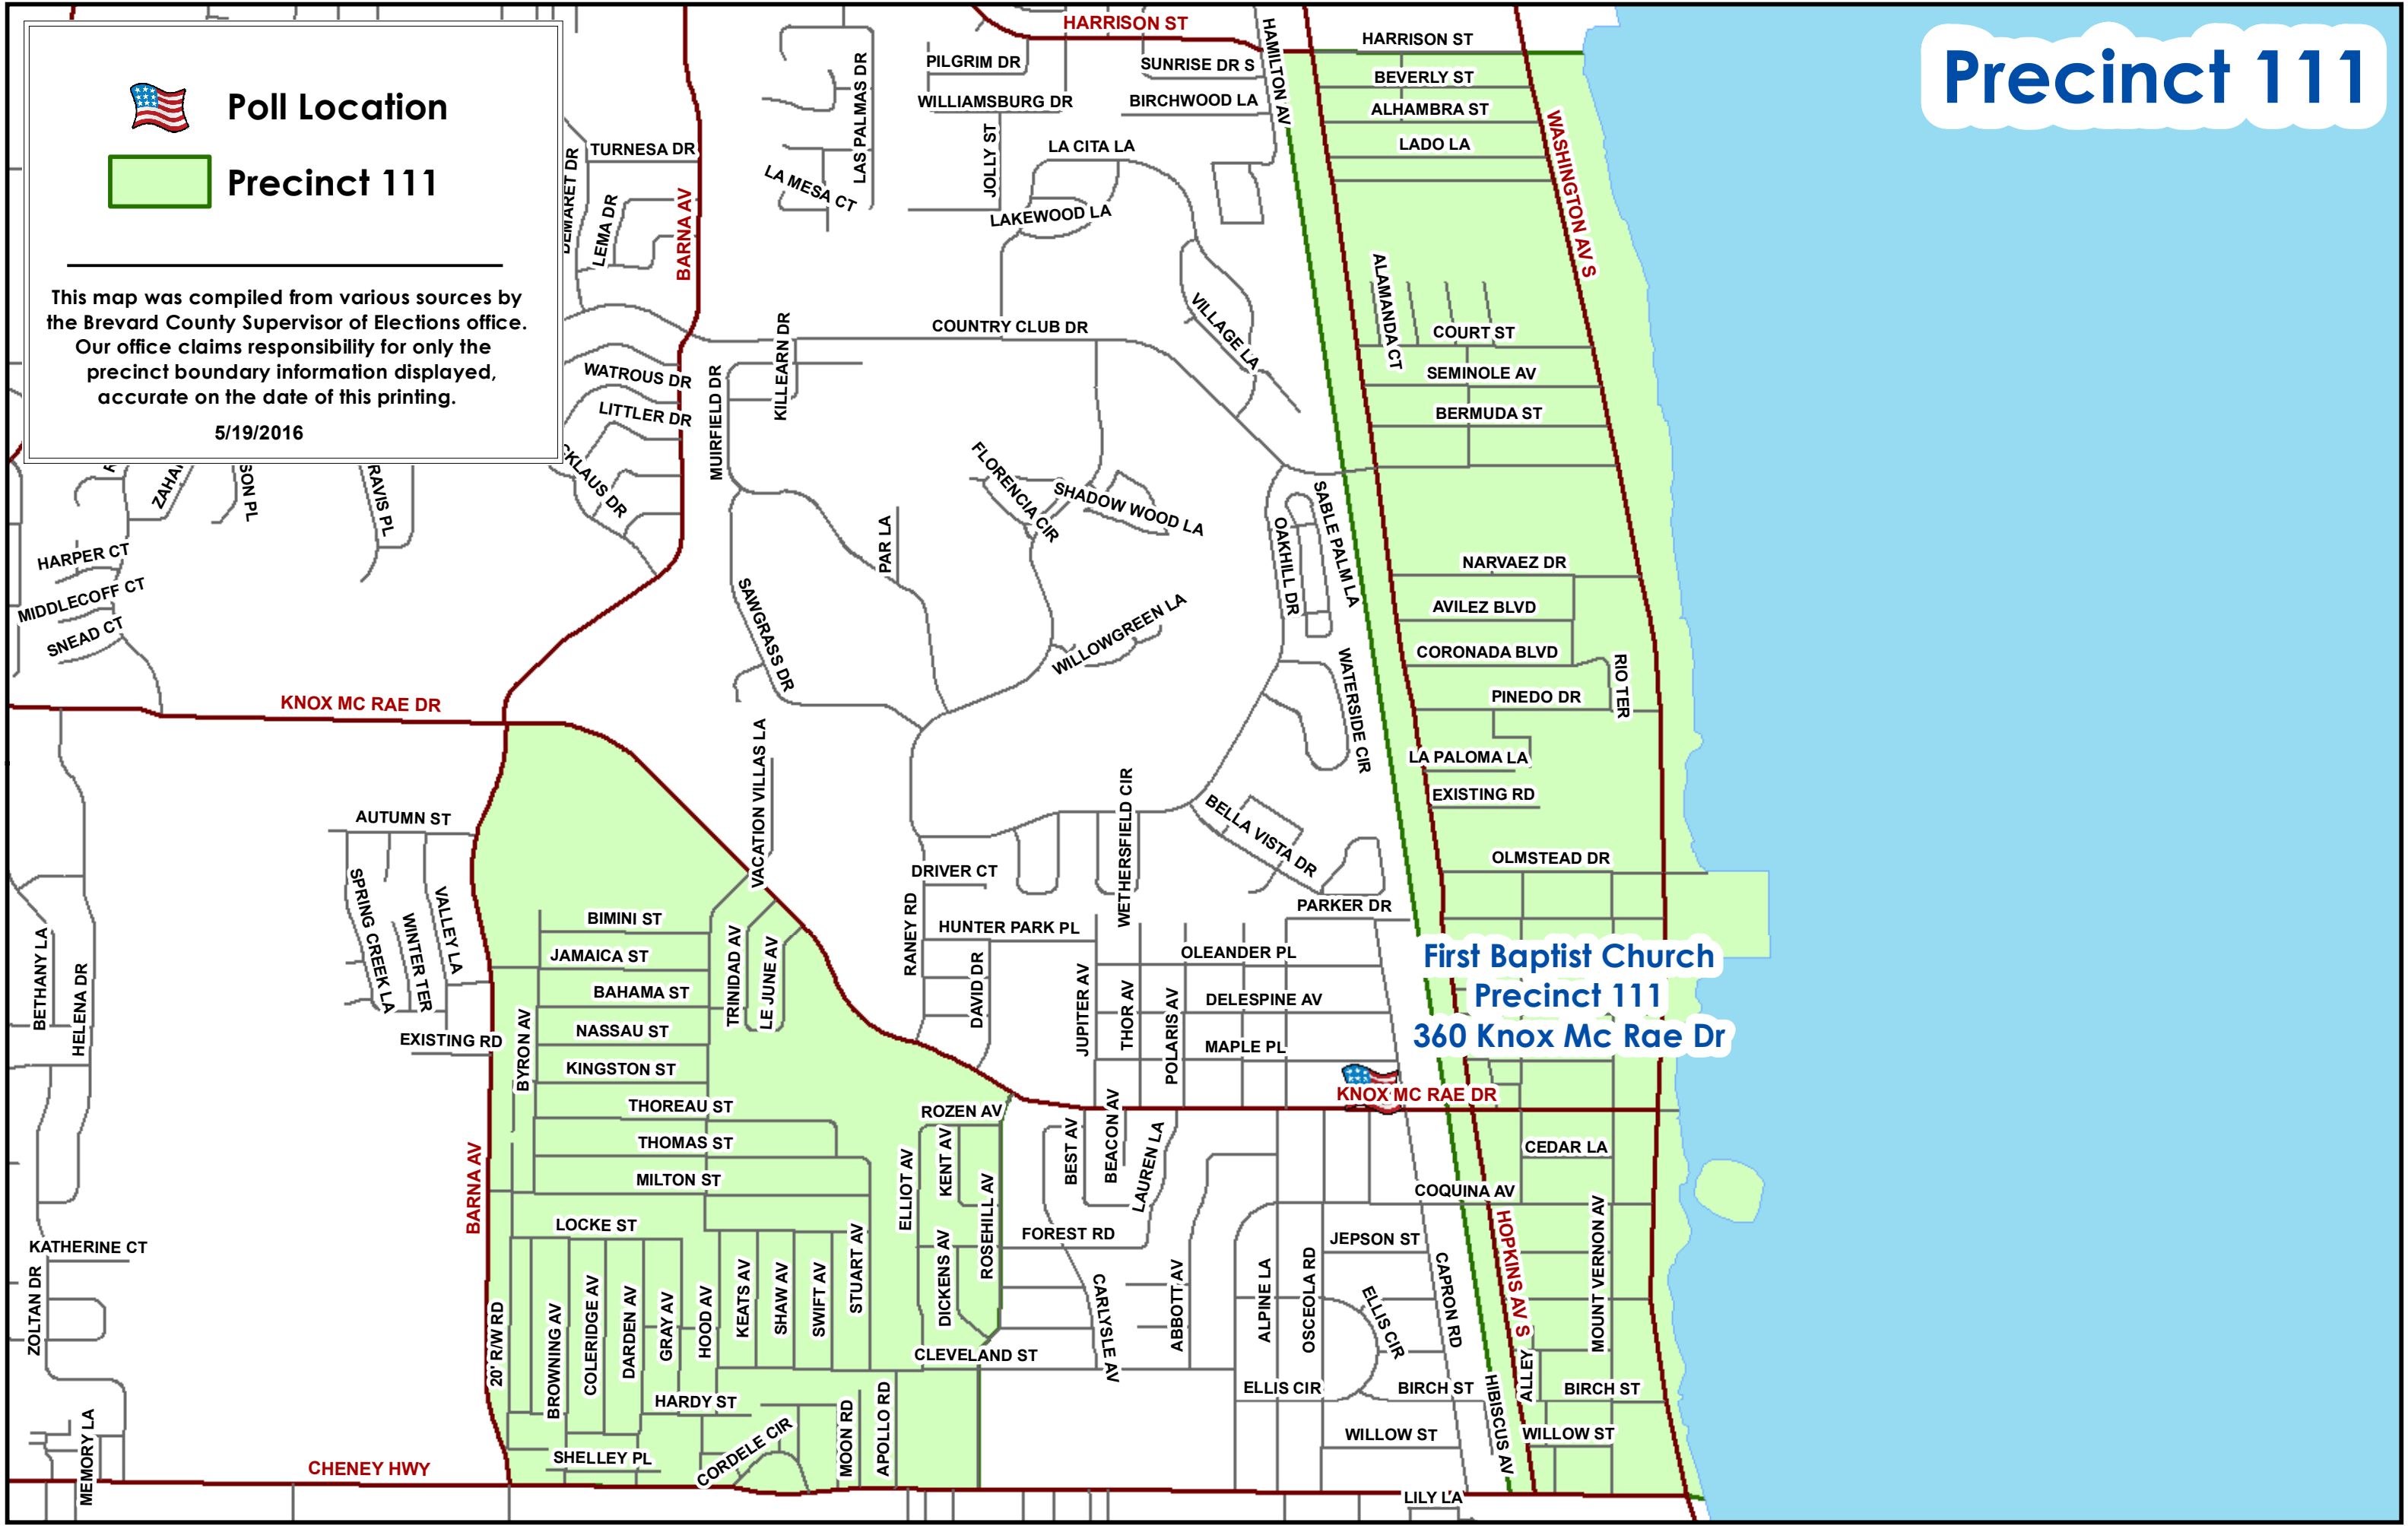 Precinct 111
Poll Location
Precinct 111
This map was compiled from various sources by
the Brevard County Supervisor of Elections office.
Our office claims responsibility for only the
precinct boundary information displayed,
accurate on the date of this printing.
5/19/2016
HARRISON ST
HARRISON ST
HAMILTON AV
PILGRIM DR
SUNRISE DR S
BEVERLY ST
WILLIAMSBURG DR
BIRCHWOOD LA
ALHAMBRA ST
LAS PALMAS DR
JOLLY ST
TURNESA DR
LA CITA LA
LADO LA
WASHINGTON AV S
DEMARET DR
LEMA DR
BARNA AV
LA MESA CT
LAKEWOOD LA
ALAMANDA CT
COUNTRY CLUB DR
KILLEARN DR
VILLAGE LA
COURT ST
WATROUS DR
MUIRFIELD DR
SEMINOLE AV
LITTLER DR
BERMUDA ST
CKLAUS DR
ZAHA
SON PL
RAVIS PL
FLORENCIA CIR
SHADOW WOOD LA
SABLE PALM LA
OAKHILL DR
PAR LA
HARPER CT
MIDDLECOFF CT
SNEAD CT
NARVAEZ DR
AVILEZ BLVD
SAWGRASS DR
WILLOWGREEN LA
WATERSIDE CIR
CORONADA BLVD
RIO TER
PINEDO DR
KNOX MC RAE DR
VACATION VILLAS LA
LA PALOMA LA
EXISTING RD
WETHERSFIELD CIR
BELLA VISTA DR
AUTUMN ST
OLMSTEAD DR
DRIVER CT
RANEY RD
SPRING CREEK LA
WINTER TER
VALLEY LA
BIMINI ST
PARKER DR
HUNTER PARK PL
JAMAICA ST
TRINIDAD AV
LE JUNE AV
OLEANDER PL
First Baptist Church
Precinct 111
360 Knox Mc Rae Dr
BETHANY LA
HELENA DR
BAHAMA ST
DAVID DR
JUPITER AV
THOR AV
POLARIS AV
DELESPINE AV
EXISTING RD
BYRON AV
NASSAU ST
MAPLE PL
KINGSTON ST
KNOX MC RAE DR
THOREAU ST
ROZEN AV
BEACON AV
BARNA AV
THOMAS ST
ELLIOT AV
KENT AV
BEST AV
LAUREN LA
CEDAR LA
MILTON ST
ROSEHILL AV
COQUINA AV
LOCKE ST
STUART AV
DICKENS AV
FOREST RD
HOPKINS AV S
MOUNT VERNON AV
KATHERINE CT
JEPSON ST
ZOLTAN DR
20' R/W RD
BROWNING AV
COLERIDGE AV
DARDEN AV
GRAY AV
HOOD AV
KEATS AV
SHAW AV
SWIFT AV
CARLYSLE AV
ABBOTT AV
ALPINE LA
OSCEOLA RD
ELLIS CIR
CAPRON RD
CLEVELAND ST
HIBISCUS AV
ALLEY
ELLIS CIR
BIRCH ST
BIRCH ST
HARDY ST
MEMORY LA
SHELLEY PL
CORDELE CIR
MOON RD
APOLLO RD
WILLOW ST
WILLOW ST
CHENEY HWY
LILY LA